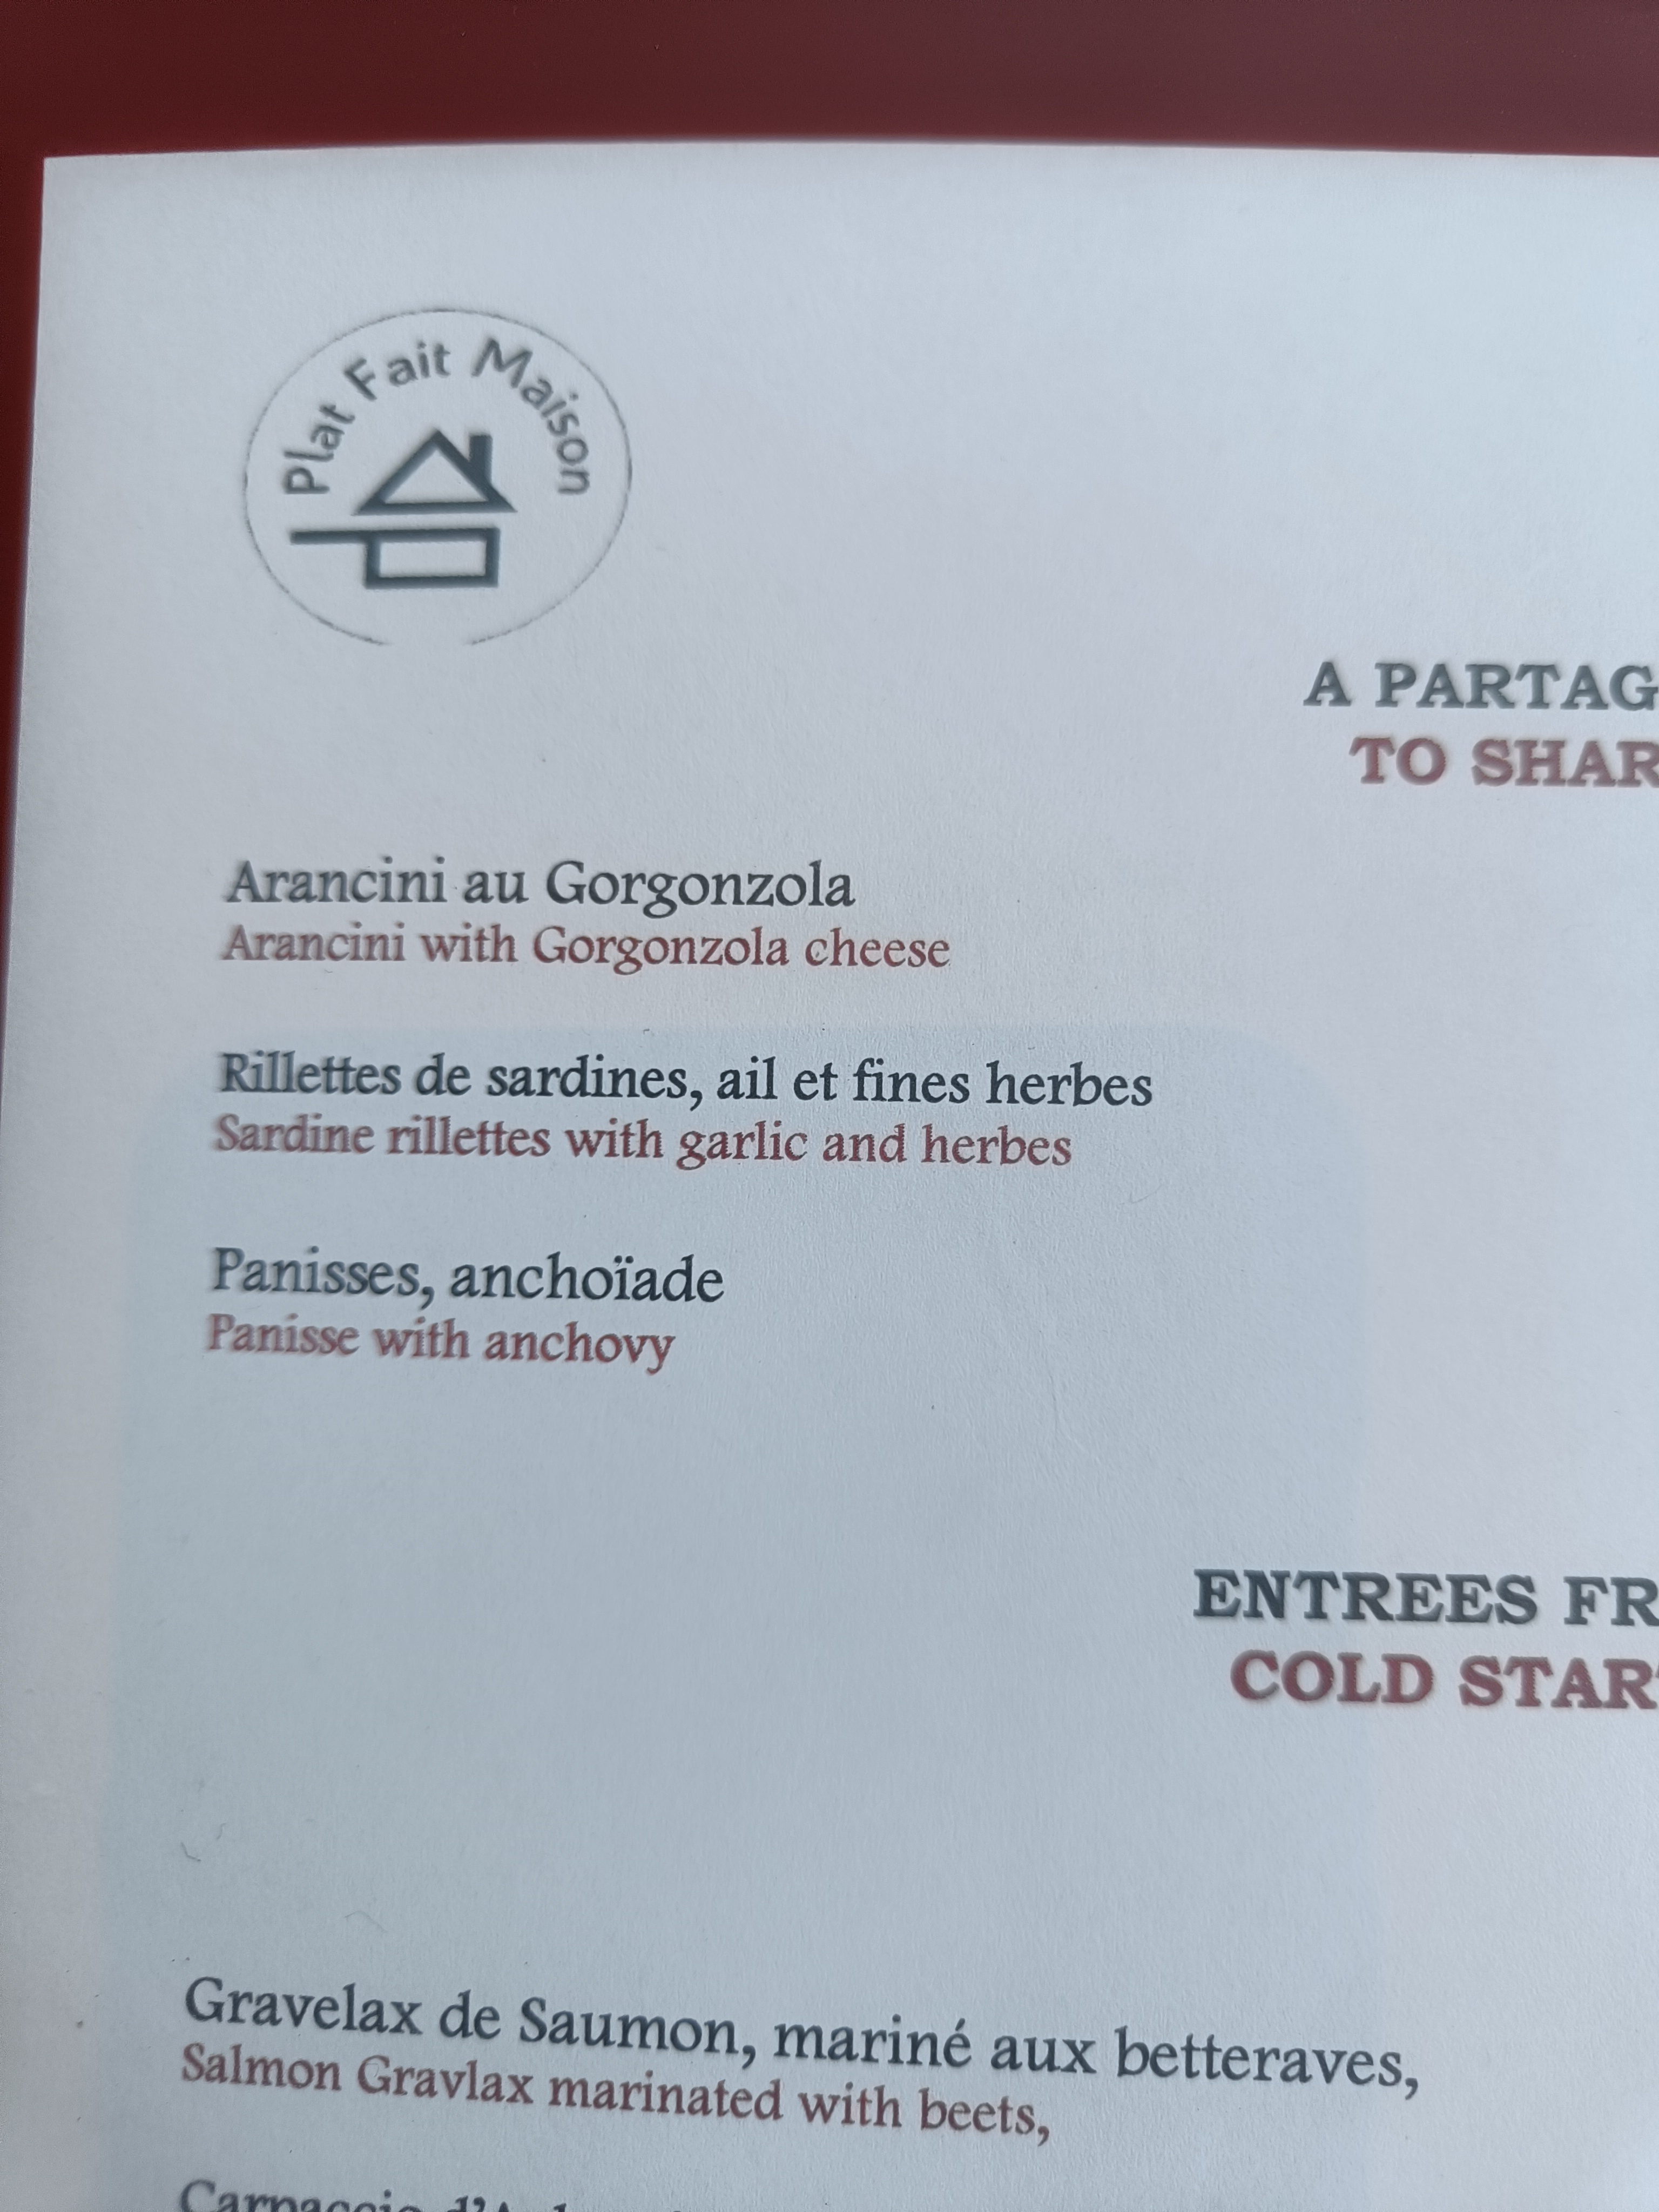 Plat Fait Maison
A PARTAG
TO SHAR
Arancini au Gorgonzola
Arancini with Gorgonzola cheese
Rillettes de sardines, ail et fines herbes
Sardine rillettes with garlic and herbes
Panisses, anchoïade
Panisse with anchovy
ENTREES FR
COLD STAR
Gravelax de Saumon, mariné aux betteraves,
Salmon Gravlax marinated with beets,
Carpaccio